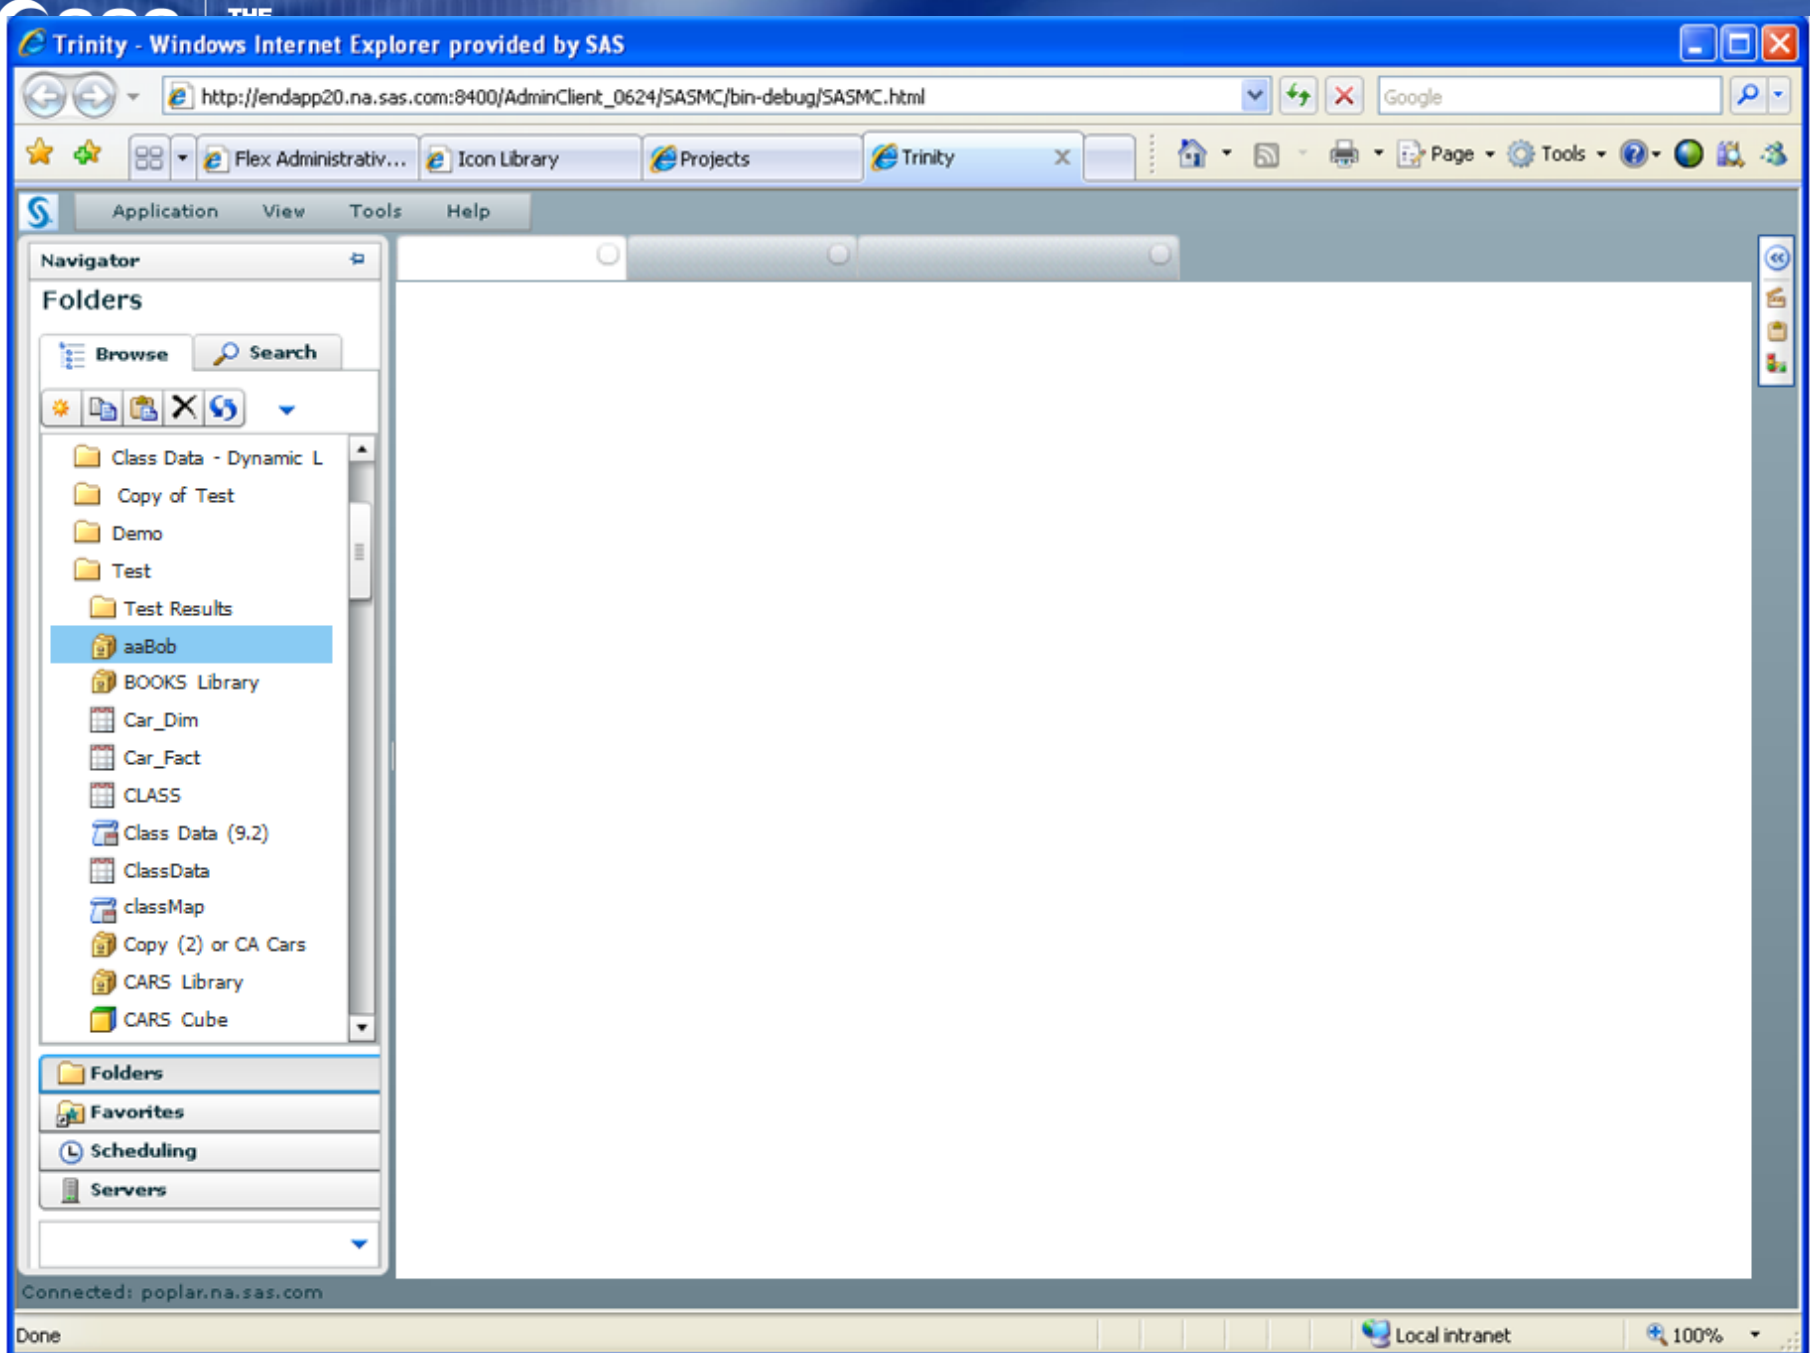 THE
Trinity - Windows Internet Explorer provided by SAS
http://endapp20.na.sas.com:8400/AdminClient_0624/SASMC/bin-debug/SASMC.html
Google
Flex Administrativ...
Icon Library
Projects
Trinity
Page
Tools
Application View Tools Help
Navigator
Folders
Browse
Search
Class Data - Dynamic L
Copy of Test
Demo
Test
Test Results
aaBob
BOOKS Library
Car_Dim
Car_Fact
CLASS
Class Data (9.2)
ClassData
classMap
Copy (2) or CA Cars
CARS Library
CARS Cube
Folders
Favorites
Scheduling
Servers
Connected: poplar.na.sas.com
Done
Local intranet
100%